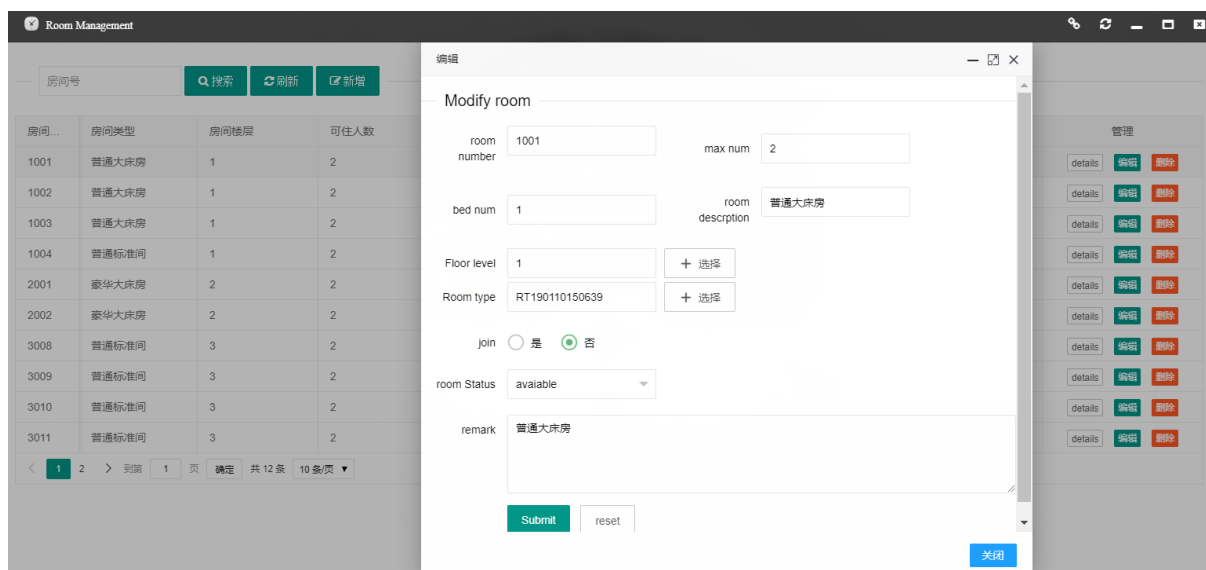 Room Management
编辑
房间号 搜索 刷新 新增
Modify room
房间... 房间类型 房间楼层 可住人数 管理
room number 1001 max num 2
bed num 1 room descrption 普通大床房
Floor level 1 + 选择
Room type RT190110150639 + 选择
join 是 否
room Status avaiable
remark 普通大床房
Submit reset
关闭
1001 普通大床房 1 2 details 编辑 删除
1002 普通大床房 1 2 details 编辑 删除
1003 普通大床房 1 2 details 编辑 删除
1004 普通标准间 1 2 details 编辑 删除
2001 豪华大床房 2 2 details 编辑 删除
2002 豪华大床房 2 2 details 编辑 删除
3008 普通标准间 3 2 details 编辑 删除
3009 普通标准间 3 2 details 编辑 删除
3010 普通标准间 3 2 details 编辑 删除
3011 普通标准间 3 2 details 编辑 删除
1 2 到第 1 页 确定 共 12 条 10 条/页